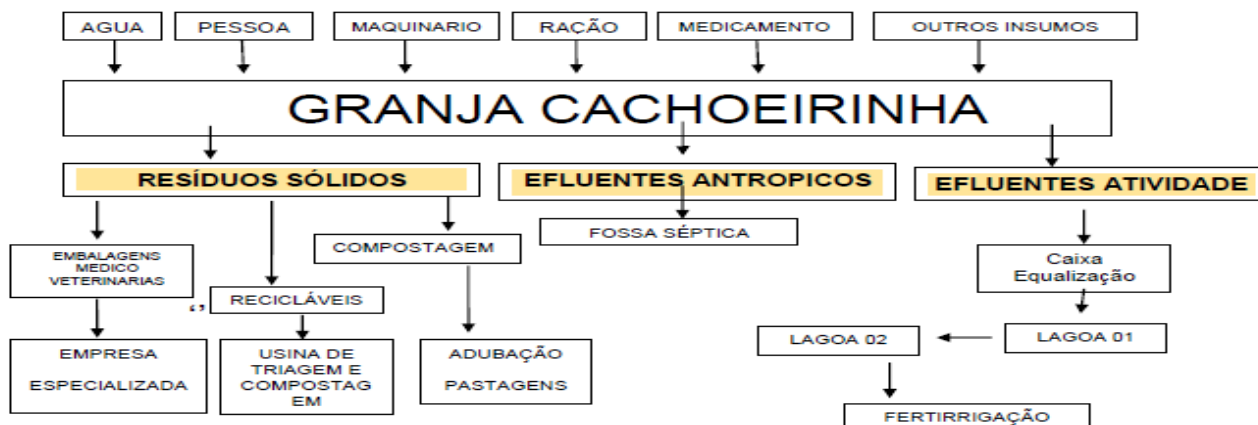 AGUA
PESSOA
MAQUINARIO
RAÇÃO
MEDICAMENTO
OUTROS INSUMOS
GRANJA CACHOEIRINHA
RESÍDUOS SÓLIDOS
EFLUENTES ANTROPICOS
EFLUENTES ATIVIDADE
EMBALAGENS
MEDICO
VETERINARIAS
RECICLÁVEIS
COMPOSTAGEM
FOSSA SÉPTICA
Caixa
Equalização
EMPRESA
ESPECIALIZADA
USINA DE
TRIAGEM E
COMPOSTAG
EM
ADUBAÇÃO
PASTAGENS
LAGOA 01
LAGOA 02
FERTIRRIGAÇÃO